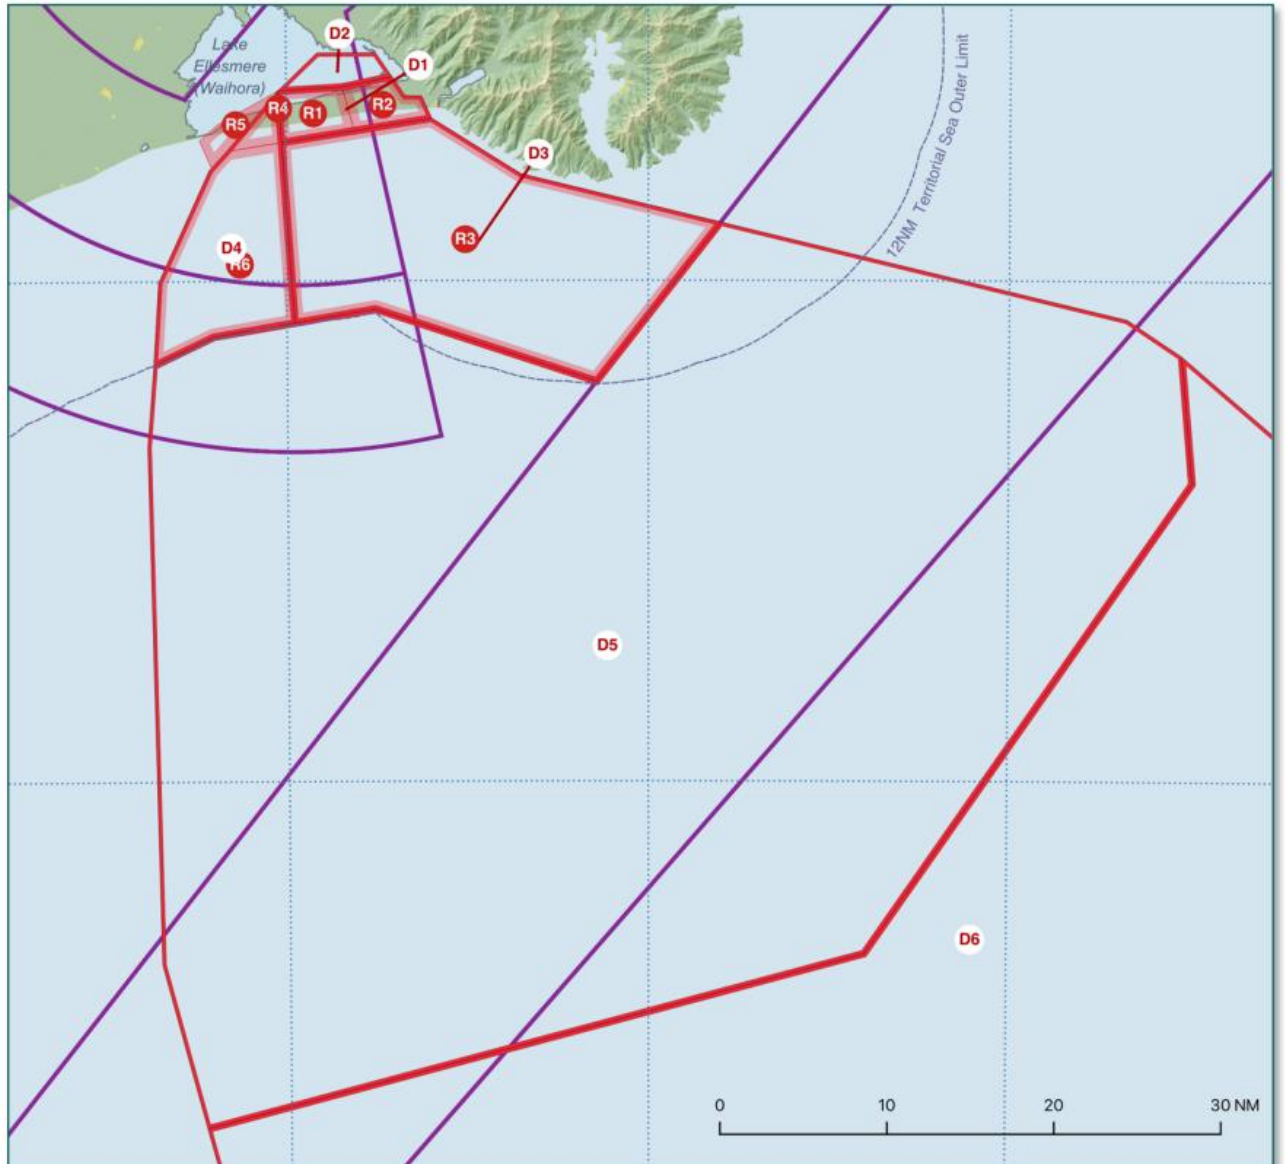 D2
Lake
Ellesmere
(Waihora)
D1
R4
R1
R2
R5
D3
12NM Territorial Sea Outer Limit
R3
D4
R6
D5
D6
0 10 20 30 NM